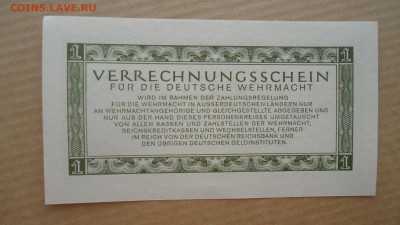 COINS.LAVE.RU
1 1
VERRECHNUNGSSCHEIN
FÜR DIE DEUTSCHE WEHRMACHT
WIRD IM RAHMEN DER ZAHLUNGSREGELUNG
FÜR DIE WEHRMACHT IN AUSSERDEUTSCHEN LÄNDERN NUR
AN WEHRMACHTANGEHÖRIGE UND GLEICHGESTELLTE ABGEGEBEN UND
NUR AUS DER HAND DIESES PERSONENKREISES UMGETAUSCHT
VON ALLEN KASSEN UND ZAHLSTELLEN DER WEHRMACHT,
REICHSKREDITKASSEN UND WECHSELSTELLEN, FERNER
IM REICH VON DER DEUTSCHEN REICHSBANK UND
DEN ÜBRIGEN DEUTSCHEN GELDINSTITUTEN.
1 1